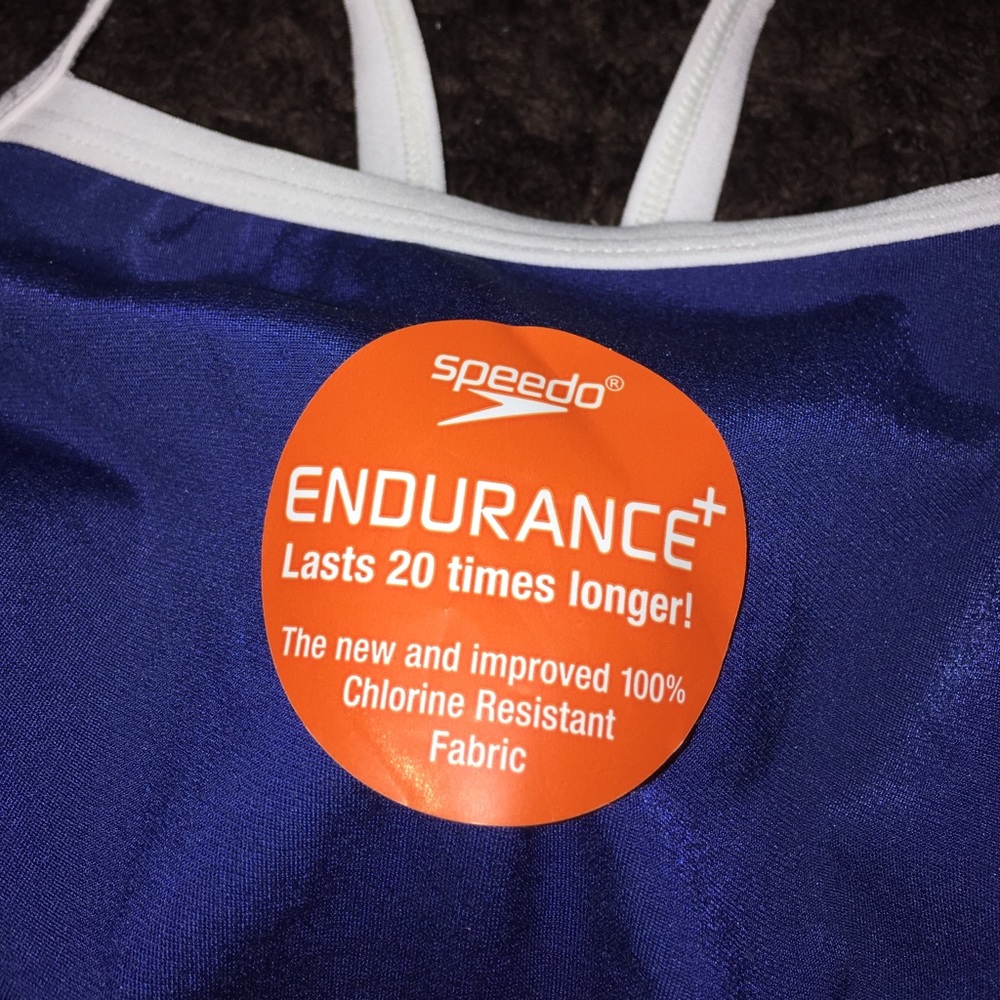 speedo®
ENDURANCE+
Lasts 20 times longer!
The new and improved 100%
Chlorine Resistant
Fabric